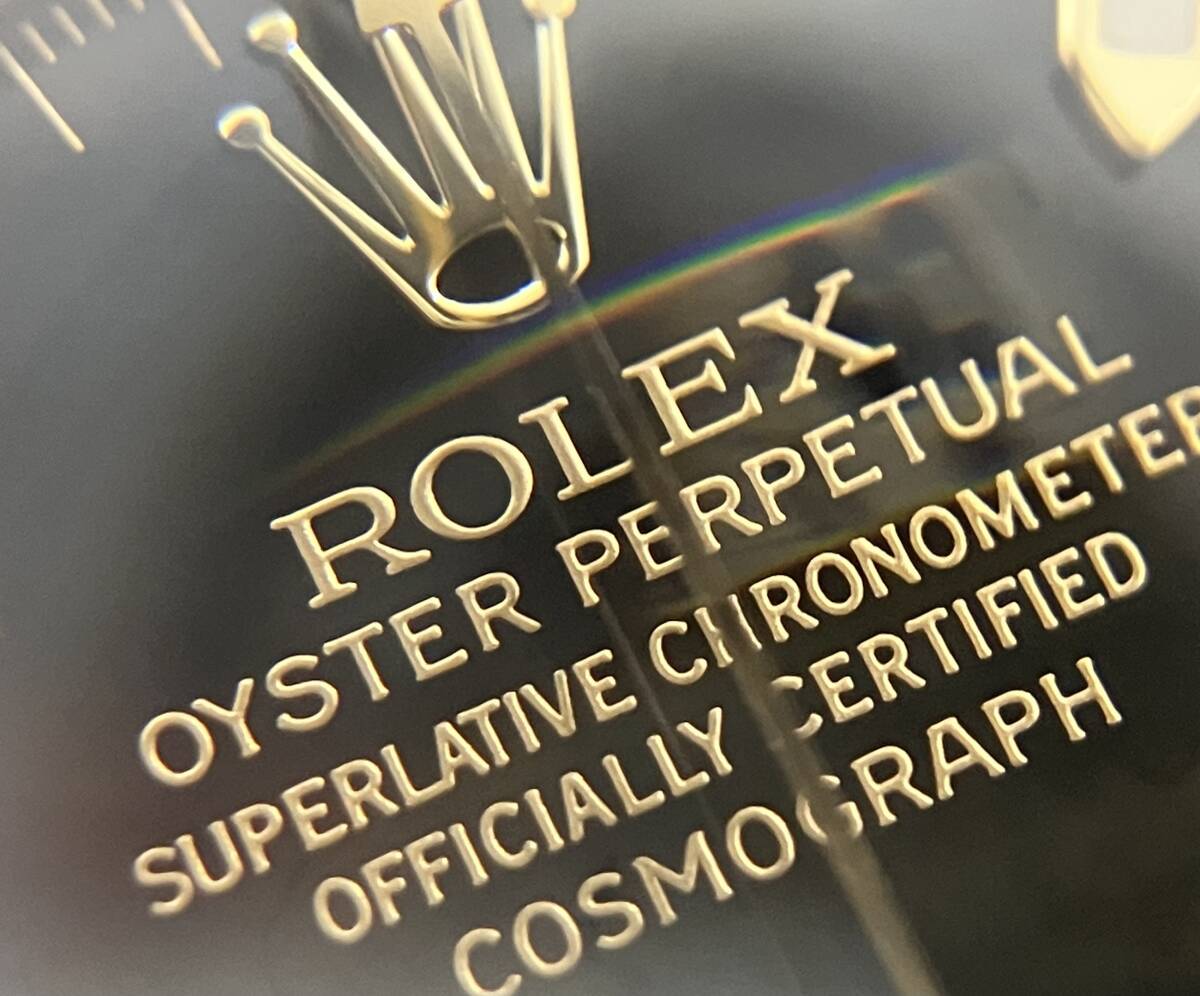 ROLEX
OYSTER PERPETUAL
SUPERLATIVE CHRONOMETER
OFFICIALLY CERTIFIED
COSMOGRAPH